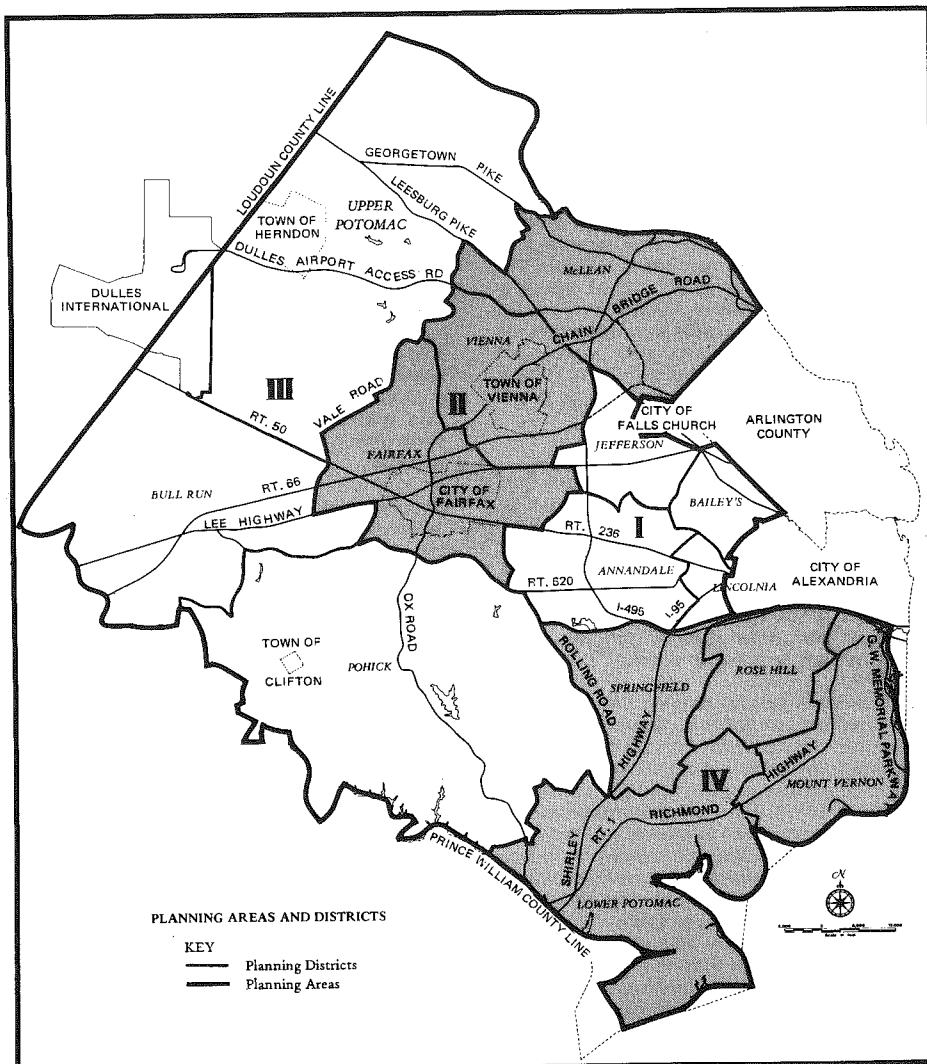 LOUDOUN COUNTY LINE
GEORGETOWN PIKE
LEESBURG PIKE
UPPER
POTOMAC
TOWN OF
HERNDON
DULLES AIRPORT ACCESS RD
DULLES
INTERNATIONAL
McLEAN
CHAIN BRIDGE ROAD
VIENNA
TOWN OF
VIENNA
II
III
VALE ROAD
RT. 50
FAIRFAX
CITY OF
FALLS CHURCH
JEFFERSON
ARLINGTON
COUNTY
BULL RUN
RT. 66
CITY OF
FAIRFAX
LEE HIGHWAY
BAILEY'S
I
RT. 236
ANNANDALE
RT. 620
LINCOLNIA
CITY OF
ALEXANDRIA
I-495
I-95
OX ROAD
TOWN OF
CLIFTON
POHICK
ROLLING ROAD
SPRINGFIELD
ROSE HILL
G.W. MEMORIAL PARKWAY
SHIRLEY HIGHWAY
IV
MOUNT VERNON
RT. 1 RICHMOND HIGHWAY
PRINCE WILLIAM COUNTY LINE
LOWER POTOMAC
N
PLANNING AREAS AND DISTRICTS
KEY
Planning Districts
Planning Areas